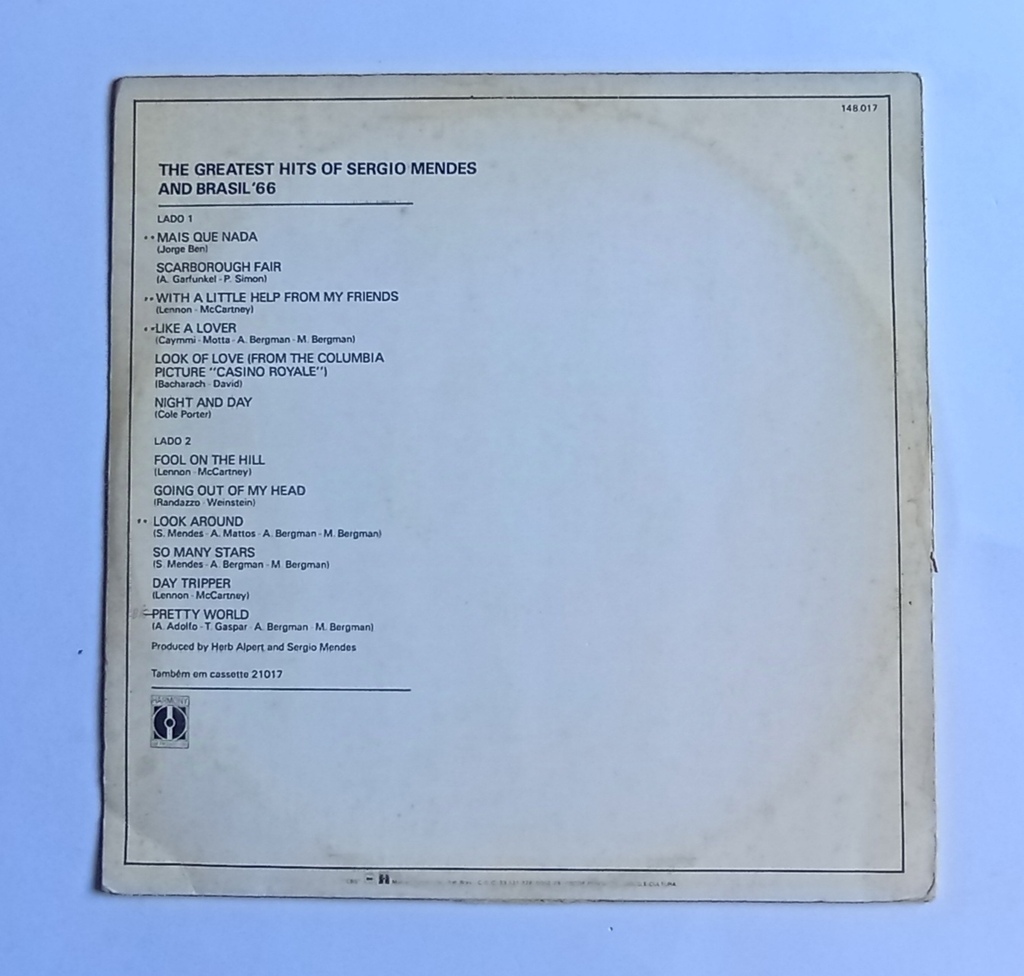 148.017
THE GREATEST HITS OF SERGIO MENDES
AND BRASIL'66
LADO 1
MAIS QUE NADA
(Jorge Ben)
SCARBOROUGH FAIR
(A. Garfunkel - P. Simon)
WITH A LITTLE HELP FROM MY FRIENDS
(Lennon - McCartney)
LIKE A LOVER
(Caymmi - Motta - A. Bergman - M. Bergman)
LOOK OF LOVE (FROM THE COLUMBIA
PICTURE "CASINO ROYALE")
(Bacharach - David)
NIGHT AND DAY
(Cole Porter)
LADO 2
FOOL ON THE HILL
(Lennon - McCartney)
GOING OUT OF MY HEAD
(Randazzo - Weinstein)
LOOK AROUND
(S. Mendes - A. Mattos - A. Bergman - M. Bergman)
SO MANY STARS
(S. Mendes - A. Bergman - M. Bergman)
DAY TRIPPER
(Lennon - McCartney)
PRETTY WORLD
(A. Adolfo - T. Gaspar - A. Bergman - M. Bergman)
Produced by Herb Alpert and Sergio Mendes
Também em cassette 21017
HARMONY